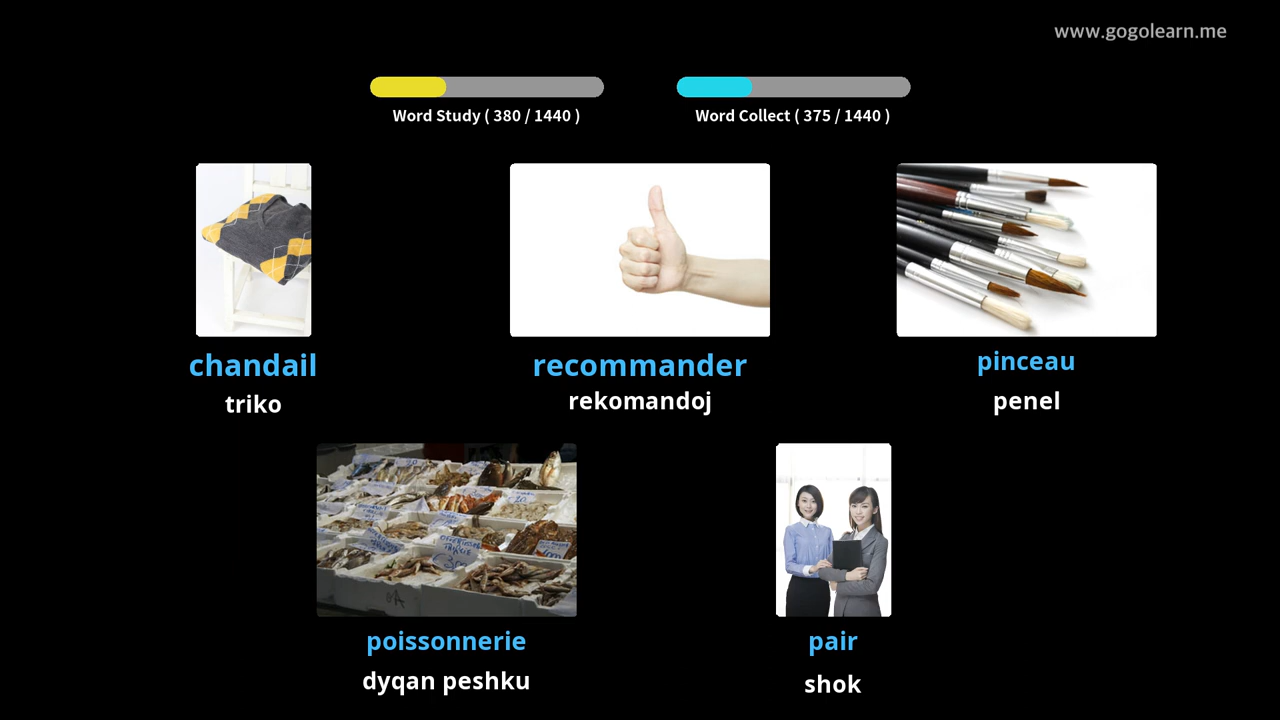 www.gogolearn.me
Word Study ( 380 / 1440 )
Word Collect ( 375 / 1440 )
chandail
triko
recommander
rekomandoj
pinceau
penel
poissonnerie
dyqan peshku
pair
shok